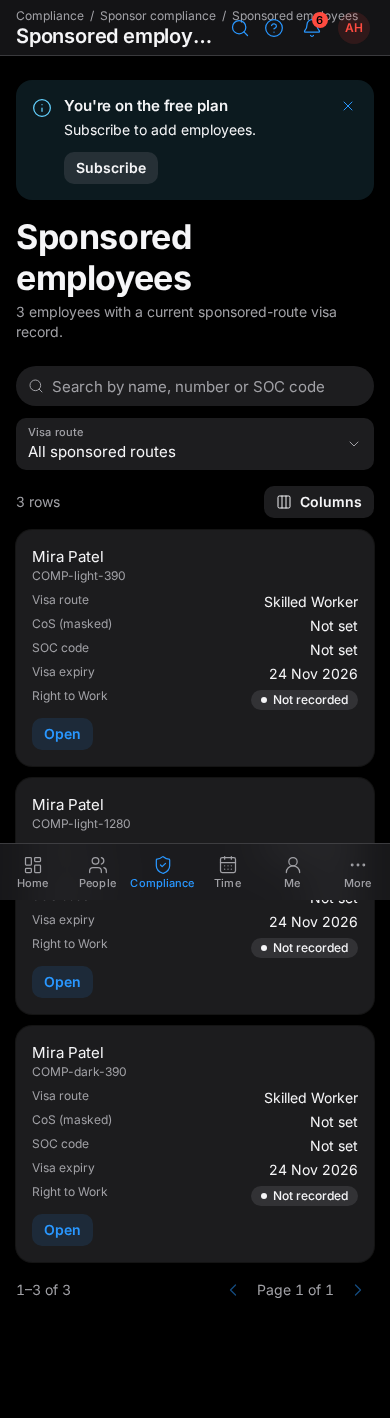 Compliance / Sponsor compliance / Sponsored employees
Sponsored employ...
6
AH
You're on the free plan
Subscribe to add employees.
Subscribe
Sponsored
employees
3 employees with a current sponsored-route visa
record.
Search by name, number or SOC code
Visa route
All sponsored routes
3 rows
Columns
Mira Patel
COMP-light-390
Visa route Skilled Worker
CoS (masked) Not set
SOC code Not set
Visa expiry 24 Nov 2026
Right to Work Not recorded
Open
Mira Patel
COMP-light-1280
Home People Compliance Time Me More
Not set
Visa expiry 24 Nov 2026
Right to Work Not recorded
Open
Mira Patel
COMP-dark-390
Visa route Skilled Worker
CoS (masked) Not set
SOC code Not set
Visa expiry 24 Nov 2026
Right to Work Not recorded
Open
1–3 of 3
Page 1 of 1